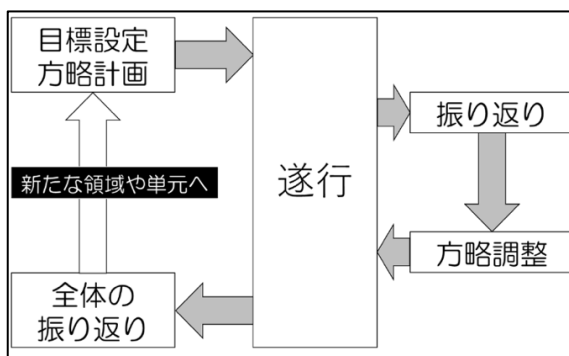 目標設定
方略計画
新たな領域や単元へ
全体の
振り返り
遂行
振り返り
方略調整